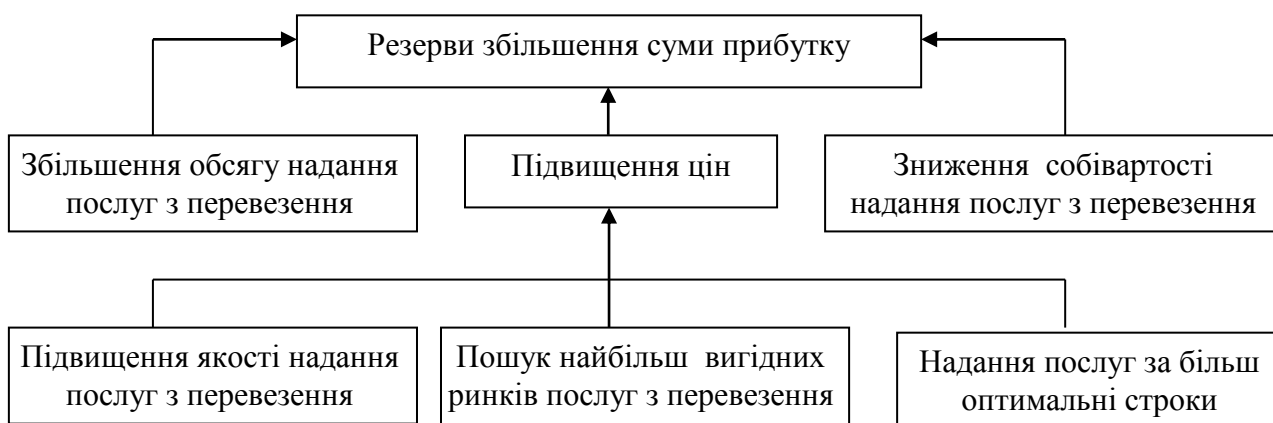 Резерви збільшення суми прибутку
Збільшення обсягу надання
послуг з перевезення
Підвищення цін
Зниження собівартості
надання послуг з перевезення
Підвищення якості надання
послуг з перевезення
Пошук найбільш вигідних
ринків послуг з перевезення
Надання послуг за більш
оптимальні строки